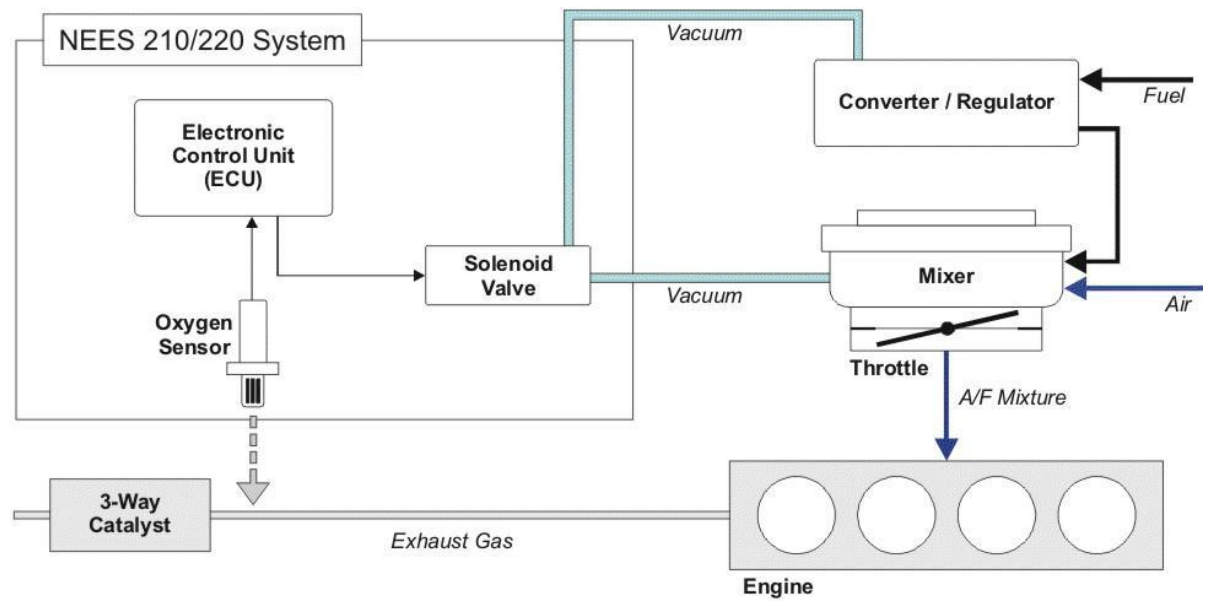 NEES 210/220 System
Vacuum
Converter / Regulator
Fuel
Electronic
Control Unit
(ECU)
Solenoid
Valve
Vacuum
Mixer
Air
Oxygen
Sensor
Throttle
A/F Mixture
3-Way
Catalyst
Exhaust Gas
Engine